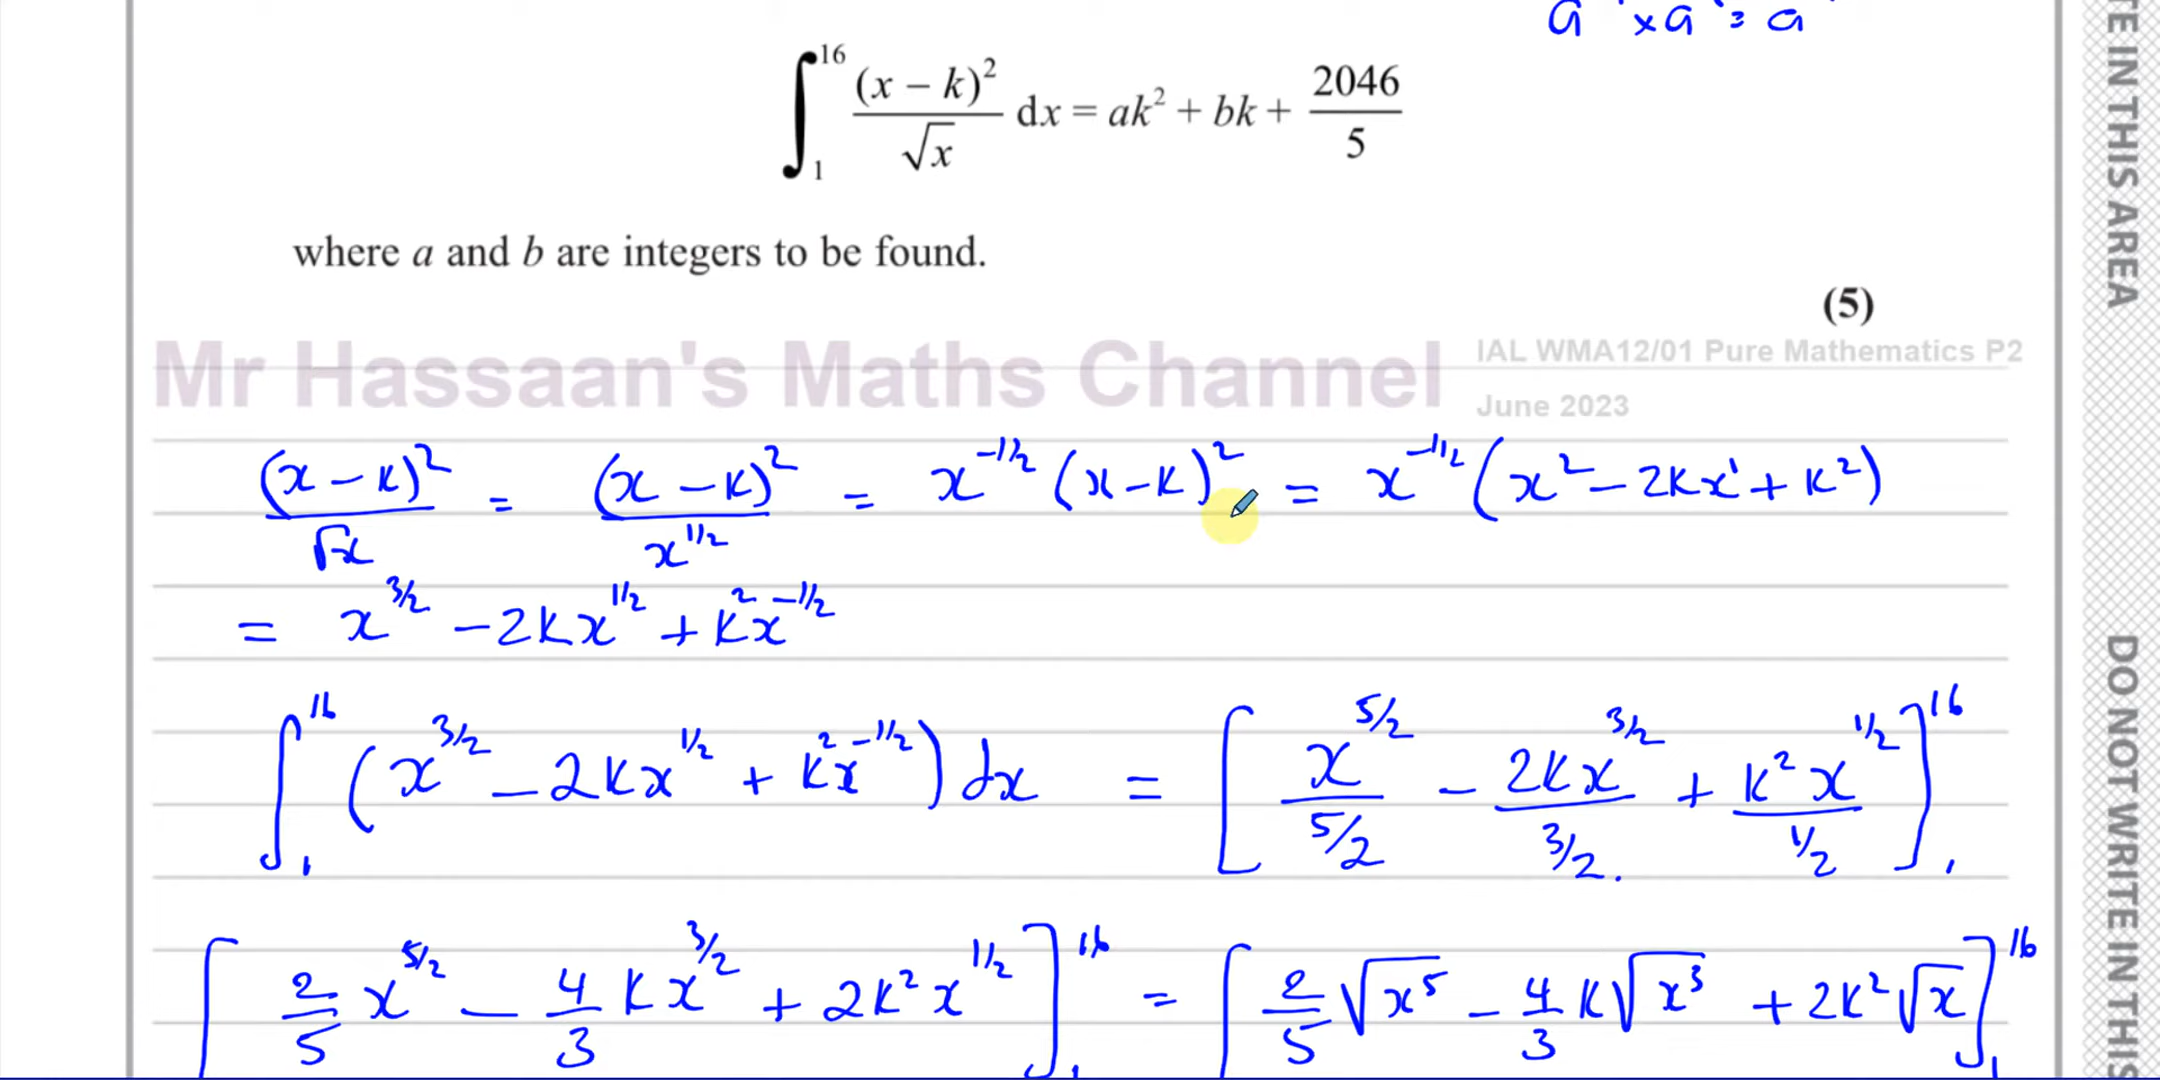 a × a = a
∫₁¹⁶ (x − k)²/√x dx = ak² + bk + 2046/5
where a and b are integers to be found.
(5)
Mr Hassaan's Maths Channel
IAL WMA12/01 Pure Mathematics P2
June 2023
(x − k)²/√x = (x − k)²/x^(1/2) = x^(-1/2) (x − k)² = x^(-1/2) (x² − 2kx¹ + k²)
= x^(3/2) − 2kx^(1/2) + k²x^(-1/2)
∫₁¹⁶ (x^(3/2) − 2kx^(1/2) + k²x^(-1/2)) dx = [x^(5/2)/(5/2) − 2kx^(3/2)/(3/2) + k²x^(1/2)/(1/2)]₁¹⁶
[2/5 x^(5/2) − 4/3 kx^(3/2) + 2k²x^(1/2)]₁¹⁶ = [2/5 √x⁵ − 4/3 k√x³ + 2k²√x]₁¹⁶
TE IN THIS AREA
DO NOT WRITE IN THIS